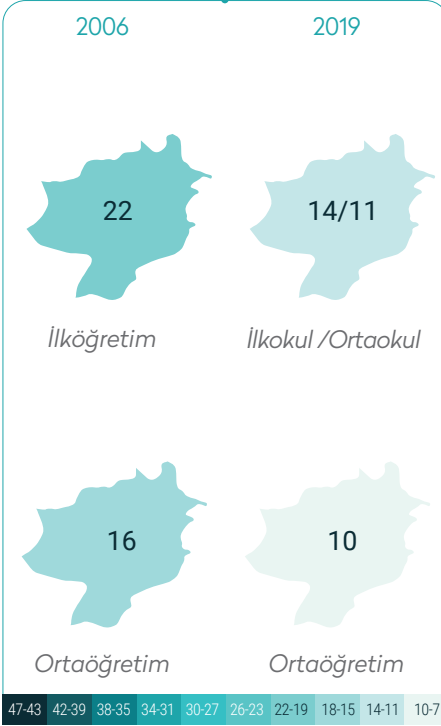 2006 2019
22 14/11
İlköğretim İlkokul /Ortaokul
16 10
Ortaöğretim Ortaöğretim
47-43 42-39 38-35 34-31 30-27 26-23 22-19 18-15 14-11 10-7